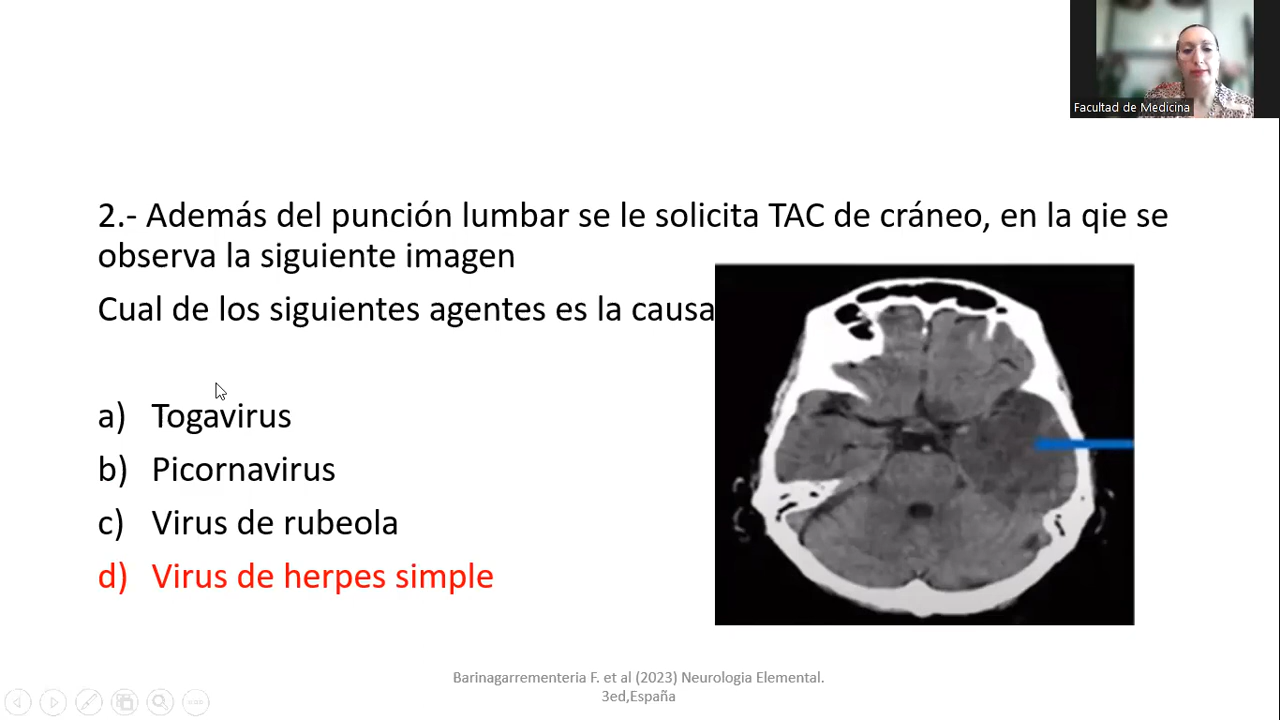 Facultad de Medicina
2.- Además del punción lumbar se le solicita TAC de cráneo, en la qie se
observa la siguiente imagen
Cual de los siguientes agentes es la causa
a) Togavirus
b) Picornavirus
c) Virus de rubeola
d) Virus de herpes simple
Barinagarrementeria F. et al (2023) Neurologia Elemental.
3ed,España